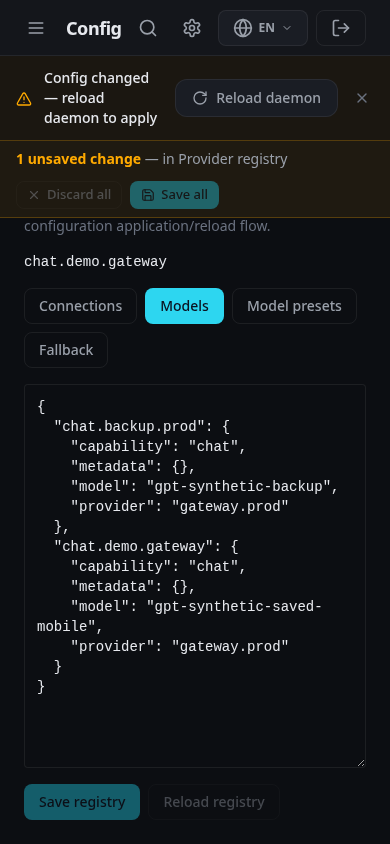 Config
EN
Config changed
— reload
daemon to apply
Reload daemon
1 unsaved change — in Provider registry
Discard all
Save all
configuration application/reload flow.
chat.demo.gateway
Connections
Models
Model presets
Fallback
{
  "chat.backup.prod": {
    "capability": "chat",
    "metadata": {},
    "model": "gpt-synthetic-backup",
    "provider": "gateway.prod"
  },
  "chat.demo.gateway": {
    "capability": "chat",
    "metadata": {},
    "model": "gpt-synthetic-saved-
mobile",
    "provider": "gateway.prod"
  }
}
Save registry
Reload registry